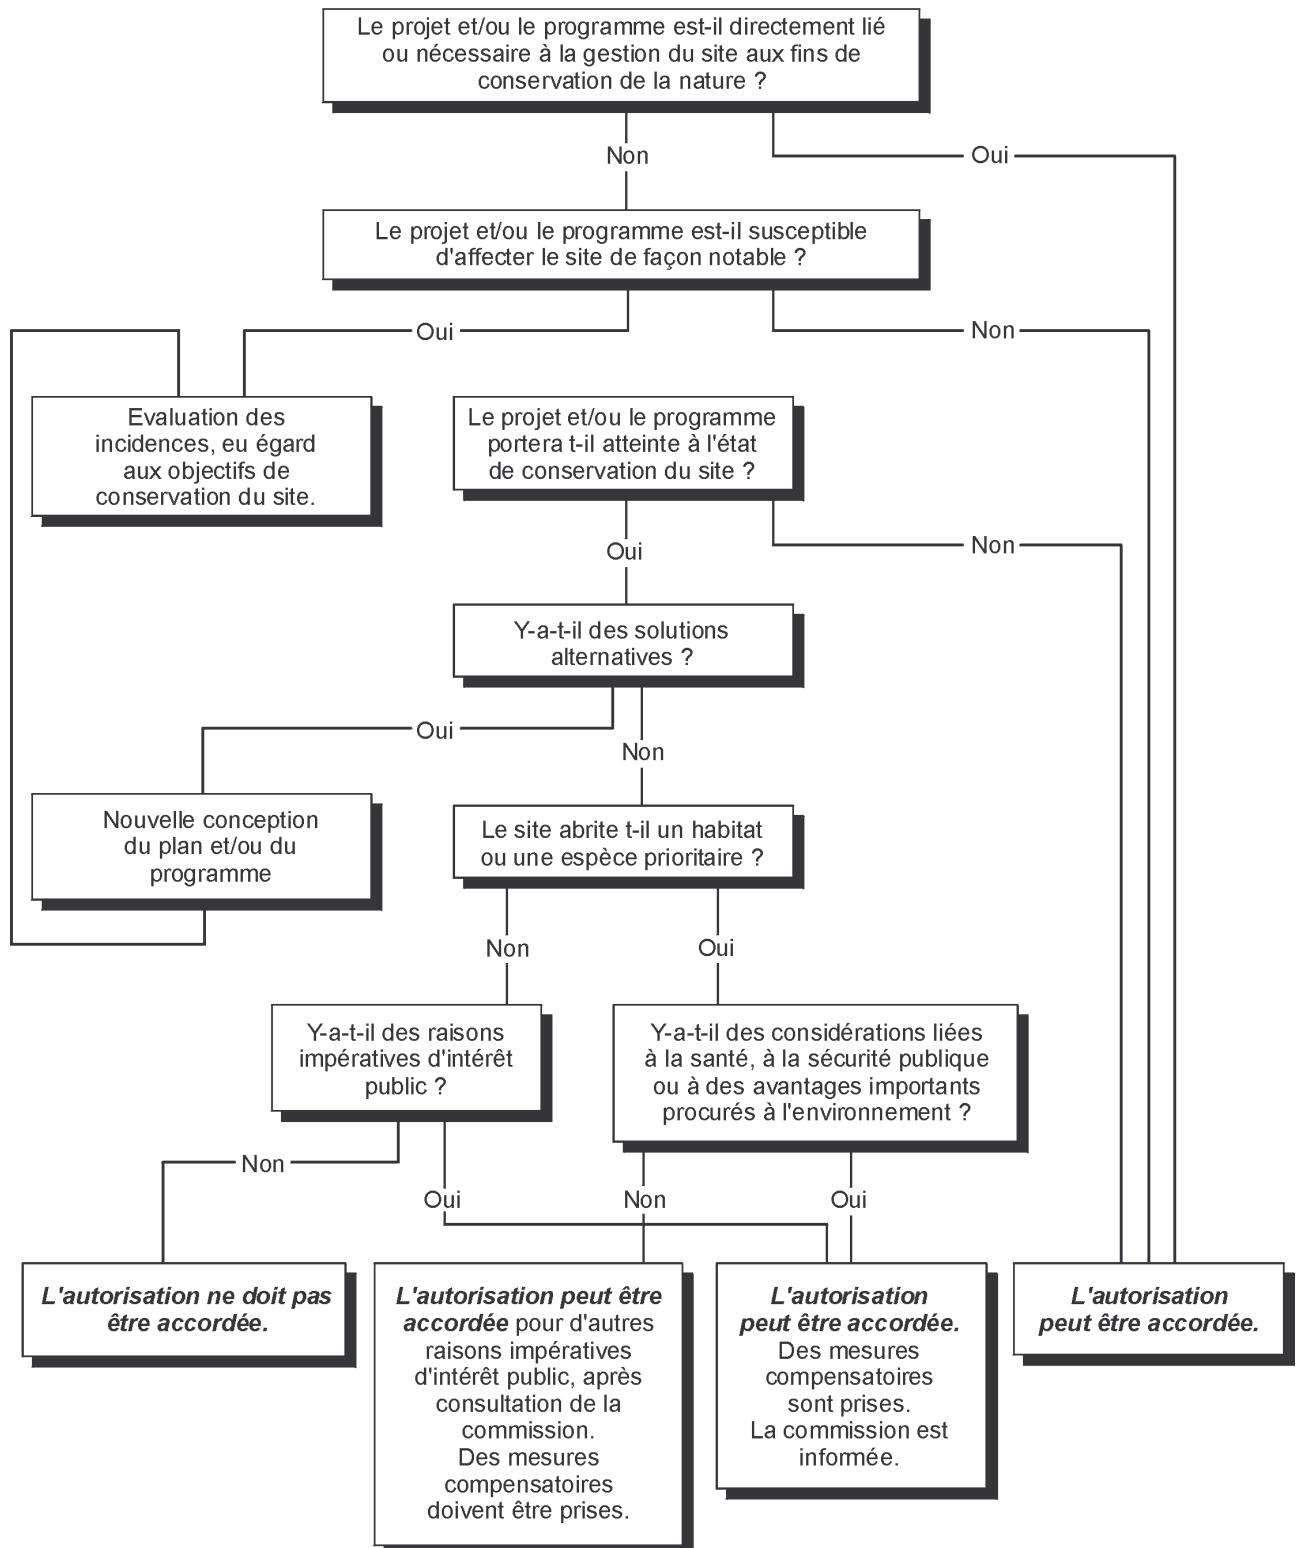 Le projet et/ou le programme est-il directement lié
ou nécessaire à la gestion du site aux fins de
conservation de la nature ?
Non
Oui
Le projet et/ou le programme est-il susceptible
d'affecter le site de façon notable ?
Oui
Non
Evaluation des
incidences, eu égard
aux objectifs de
conservation du site.
Le projet et/ou le programme
portera t-il atteinte à l'état
de conservation du site ?
Oui
Non
Y-a-t-il des solutions
alternatives ?
Oui
Non
Nouvelle conception
du plan et/ou du
programme
Le site abrite t-il un habitat
ou une espèce prioritaire ?
Non
Oui
Y-a-t-il des raisons
impératives d'intérêt
public ?
Y-a-t-il des considérations liées
à la santé, à la sécurité publique
ou à des avantages importants
procurés à l'environnement ?
Non
Oui
Non
Oui
L'autorisation ne doit pas
être accordée.
L'autorisation peut être
accordée pour d'autres
raisons impératives
d'intérêt public, après
consultation de la
commission.
Des mesures
compensatoires
doivent être prises.
L'autorisation
peut être accordée.
Des mesures
compensatoires
sont prises.
La commission est
informée.
L'autorisation
peut être accordée.